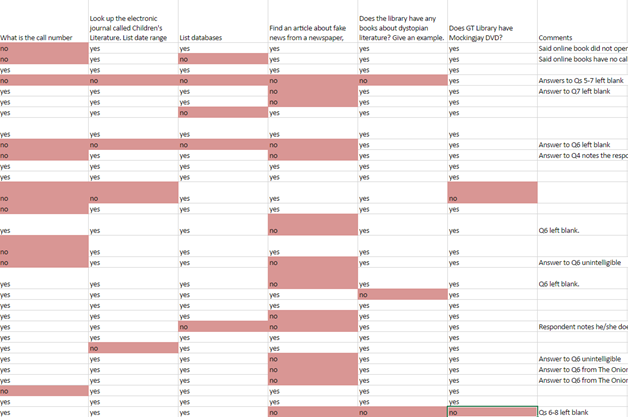 Look up the electronic Does the library have any
journal called Children's Find an article about fake books about dystopian Does GT Library have
What is the call number Literature. List date range List databases news from a newspaper, literature? Give an example. Mockingjay DVD? Comments
no yes yes yes yes yes Said online book did not oper
no yes no yes yes yes Said online books have no cal
yes yes yes yes yes yes
no no no no no yes Answers to Qs 5-7 left blank
yes yes yes no yes yes Answer to Q7 left blank
yes yes yes no yes yes
yes yes no yes yes yes
yes yes yes yes yes yes
no no no no yes yes Answer to Q6 left blank
no yes yes no yes yes Answer to Q4 notes the respo
yes yes yes yes yes yes
yes yes yes yes yes yes
no no yes yes yes no
no yes yes yes yes yes
yes yes yes no yes yes Q6 left blank.
no yes yes yes yes yes
no yes yes no yes yes Answer to Q6 unintelligible
yes yes yes no yes yes Q6 left blank.
yes yes yes yes no yes
yes yes yes yes yes yes
yes yes yes yes yes yes
yes yes no no yes yes Respondent notes he/she doe
yes yes yes yes yes yes
yes no yes yes yes yes
yes yes yes no yes yes Answer to Q6 unintelligible
yes yes yes no yes yes Answer to Q6 from The Onion
yes yes yes no yes yes Answer to Q6 from The Onion
no yes yes yes yes yes
yes yes yes yes yes yes
yes yes yes no no no Qs 6-8 left blank